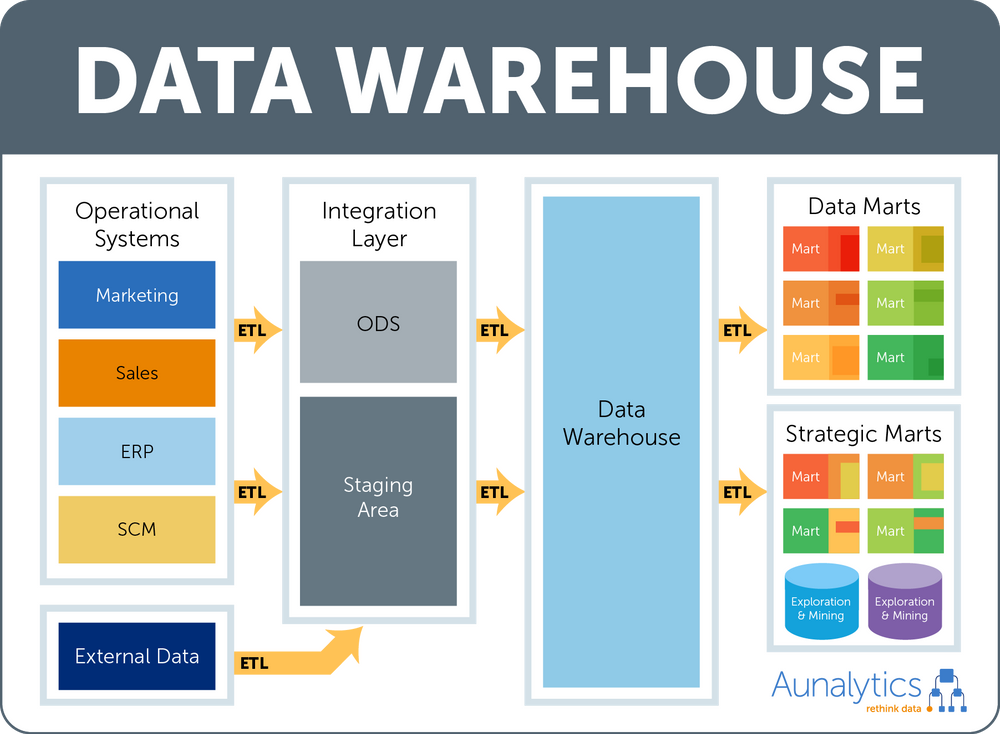 DATA WAREHOUSE
Operational
Systems
Marketing
Sales
ERP
SCM
External Data
ETL
ETL
ETL
Integration
Layer
ODS
Staging
Area
ETL
ETL
Data
Warehouse
ETL
ETL
Data Marts
Mart
Mart
Mart
Mart
Mart
Mart
Strategic Marts
Mart
Mart
Mart
Mart
Exploration
& Mining
Exploration
& Mining
Aunalytics
rethink data